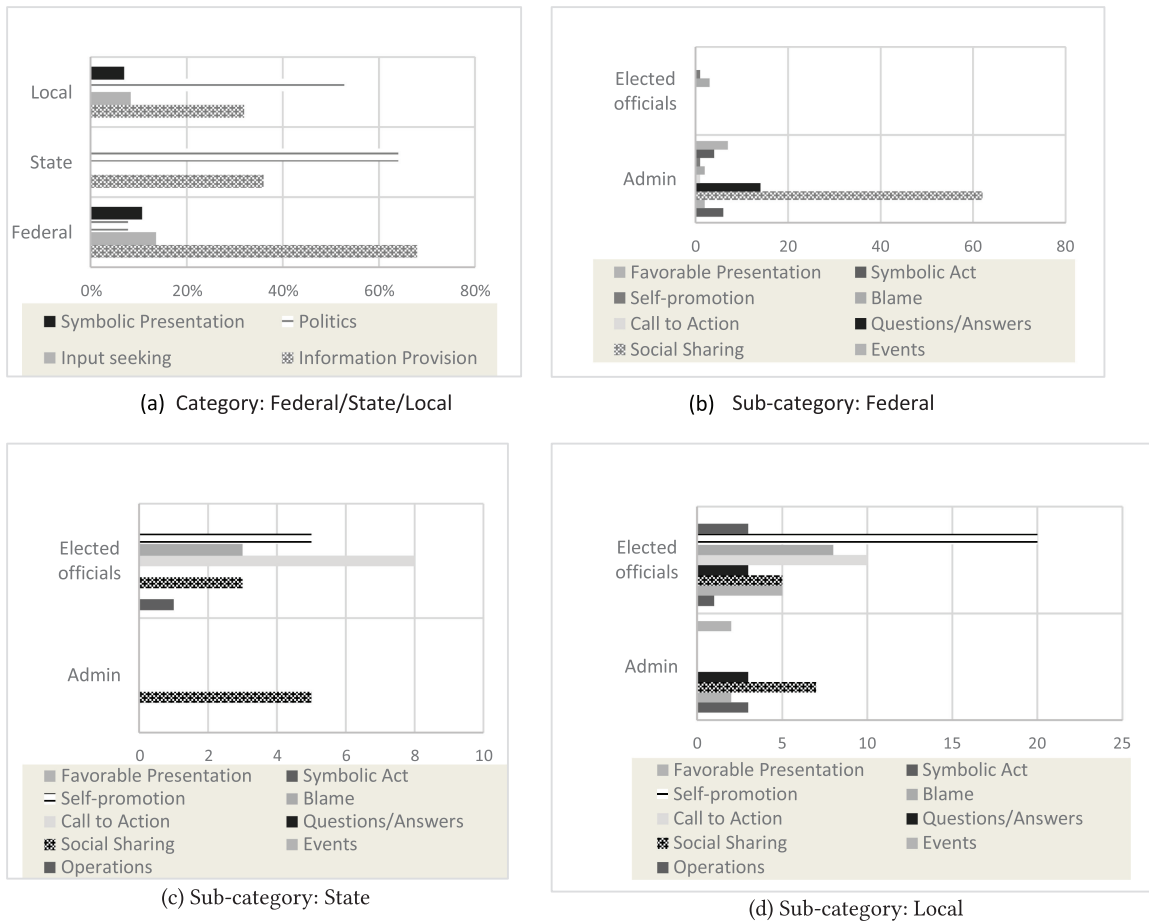 Local
State
Federal
0% 20% 40% 60% 80%
Symbolic Presentation Politics
Input seeking Information Provision
(a) Category: Federal/State/Local
Elected
officials
Admin
0 20 40 60 80
Favorable Presentation Symbolic Act
Self-promotion Blame
Call to Action Questions/Answers
Social Sharing Events
(b) Sub-category: Federal
Elected
officials
Admin
0 2 4 6 8 10
Favorable Presentation Symbolic Act
Self-promotion Blame
Call to Action Questions/Answers
Social Sharing Events
Operations
(c) Sub-category: State
Elected
officials
Admin
0 5 10 15 20 25
Favorable Presentation Symbolic Act
Self-promotion Blame
Call to Action Questions/Answers
Social Sharing Events
Operations
(d) Sub-category: Local